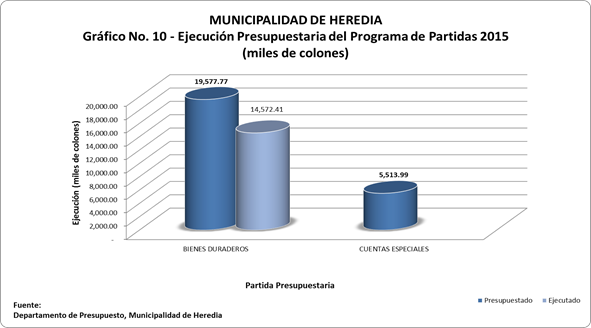 MUNICIPALIDAD DE HEREDIA
Gráfico No. 10 - Ejecución Presupuestaria del Programa de Partidas 2015
(miles de colones)
Ejecución (miles de colones)
20,000.00
18,000.00
16,000.00
14,000.00
12,000.00
10,000.00
8,000.00
6,000.00
4,000.00
2,000.00
-
19,577.77
14,572.41
5,513.99
BIENES DURADEROS
CUENTAS ESPECIALES
Partida Presupuestaria
Presupuestado
Ejecutado
Fuente:
Departamento de Presupuesto, Municipalidad de Heredia